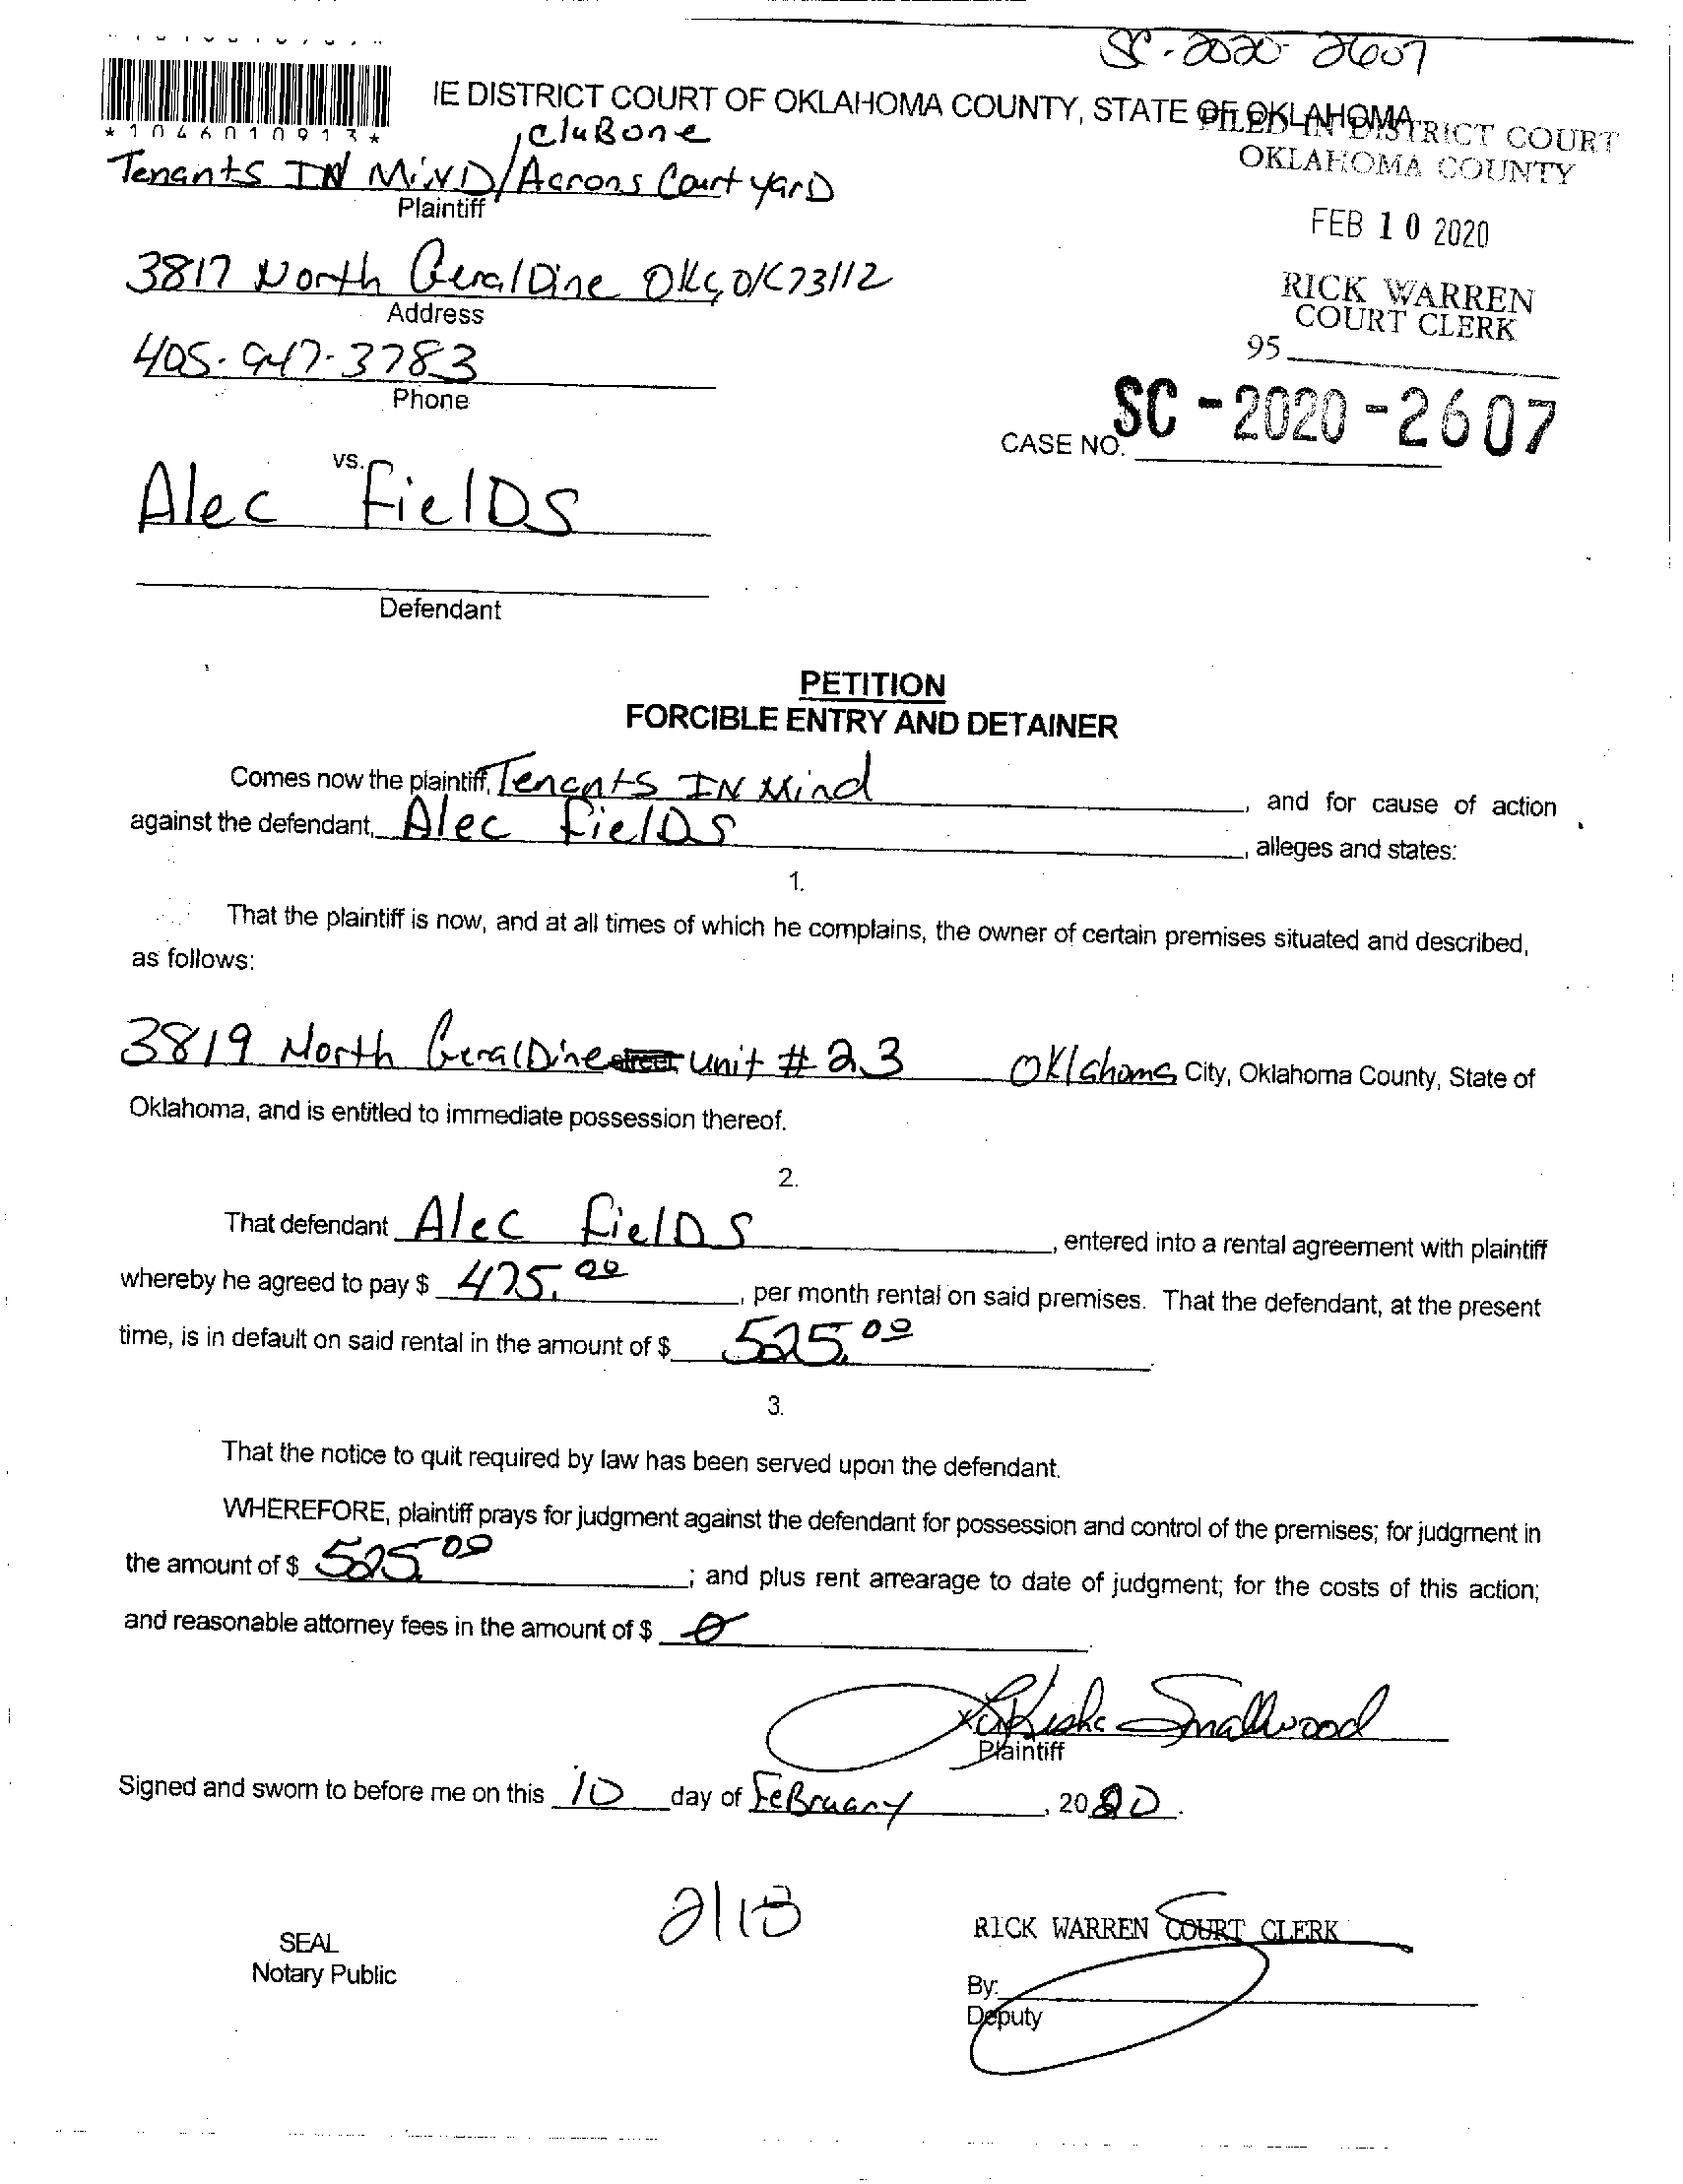 SC-2020-2607
*1046010913*
IE DISTRICT COURT OF OKLAHOMA COUNTY, STATE OF OKLAHOMA
FILED IN DISTRICT COURT
OKLAHOMA COUNTY
FEB 10 2020
RICK WARREN
COURT CLERK
95
CASE NO. SC-2020-2607
, CluBone
Tenants IN MiND/Acrons CourtyarD
Plaintiff
3817 North GeralDine OKC, OK 73112
Address
405-947-3783
Phone
vs.
Alec FielDS
Defendant
PETITION
FORCIBLE ENTRY AND DETAINER
Comes now the plaintiff, Tenants IN Mind, and for cause of action
against the defendant, Alec FielDS, alleges and states:
1.
That the plaintiff is now, and at all times of which he complains, the owner of certain premises situated and described,
as follows:
3819 North GeralDine street unit # 23 Oklahoma City, Oklahoma County, State of
Oklahoma, and is entitled to immediate possession thereof.
2.
That defendant Alec FielDS, entered into a rental agreement with plaintiff
whereby he agreed to pay $ 475.00, per month rental on said premises. That the defendant, at the present
time, is in default on said rental in the amount of $ 525.00
3.
That the notice to quit required by law has been served upon the defendant.
WHEREFORE, plaintiff prays for judgment against the defendant for possession and control of the premises; for judgment in
the amount of $ 525.00; and plus rent arrearage to date of judgment; for the costs of this action;
and reasonable attorney fees in the amount of $ 0
Smallwood
Plaintiff
Signed and sworn to before me on this 10 day of FeBruary, 2020.
2/18
SEAL
Notary Public
RICK WARREN COURT CLERK
By:
Deputy